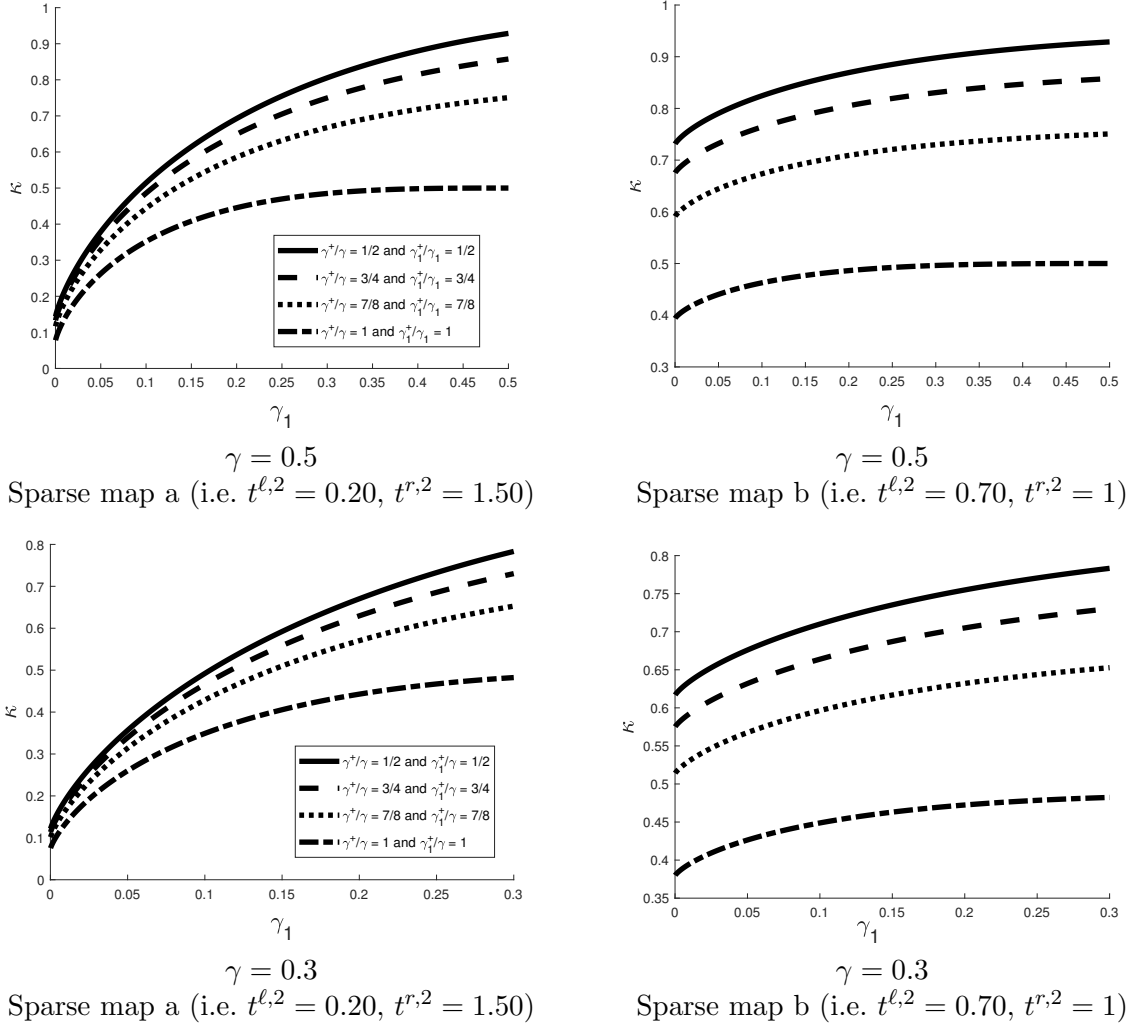 1
0.9
0.8
0.7
0.6
0.5
0.4
0.3
0.2
0.1
0
κ
γ⁺/γ = 1/2 and γ₁⁺/γ₁ = 1/2
γ⁺/γ = 3/4 and γ₁⁺/γ₁ = 3/4
γ⁺/γ = 7/8 and γ₁⁺/γ₁ = 7/8
γ⁺/γ = 1 and γ₁⁺/γ₁ = 1
0 0.05 0.1 0.15 0.2 0.25 0.3 0.35 0.4 0.45 0.5
γ₁
γ = 0.5
Sparse map a (i.e. t^{ℓ,2} = 0.20, t^{r,2} = 1.50)
1
0.9
0.8
0.7
0.6
0.5
0.4
0.3
κ
0 0.05 0.1 0.15 0.2 0.25 0.3 0.35 0.4 0.45 0.5
γ₁
γ = 0.5
Sparse map b (i.e. t^{ℓ,2} = 0.70, t^{r,2} = 1)
0.8
0.7
0.6
0.5
0.4
0.3
0.2
0.1
0
κ
γ⁺/γ = 1/2 and γ₁⁺/γ = 1/2
γ⁺/γ = 3/4 and γ₁⁺/γ = 3/4
γ⁺/γ = 7/8 and γ₁⁺/γ = 7/8
γ⁺/γ = 1 and γ₁⁺/γ = 1
0 0.05 0.1 0.15 0.2 0.25 0.3
γ₁
γ = 0.3
Sparse map a (i.e. t^{ℓ,2} = 0.20, t^{r,2} = 1.50)
0.8
0.75
0.7
0.65
0.6
0.55
0.5
0.45
0.4
0.35
κ
0 0.05 0.1 0.15 0.2 0.25 0.3
γ₁
γ = 0.3
Sparse map b (i.e. t^{ℓ,2} = 0.70, t^{r,2} = 1)